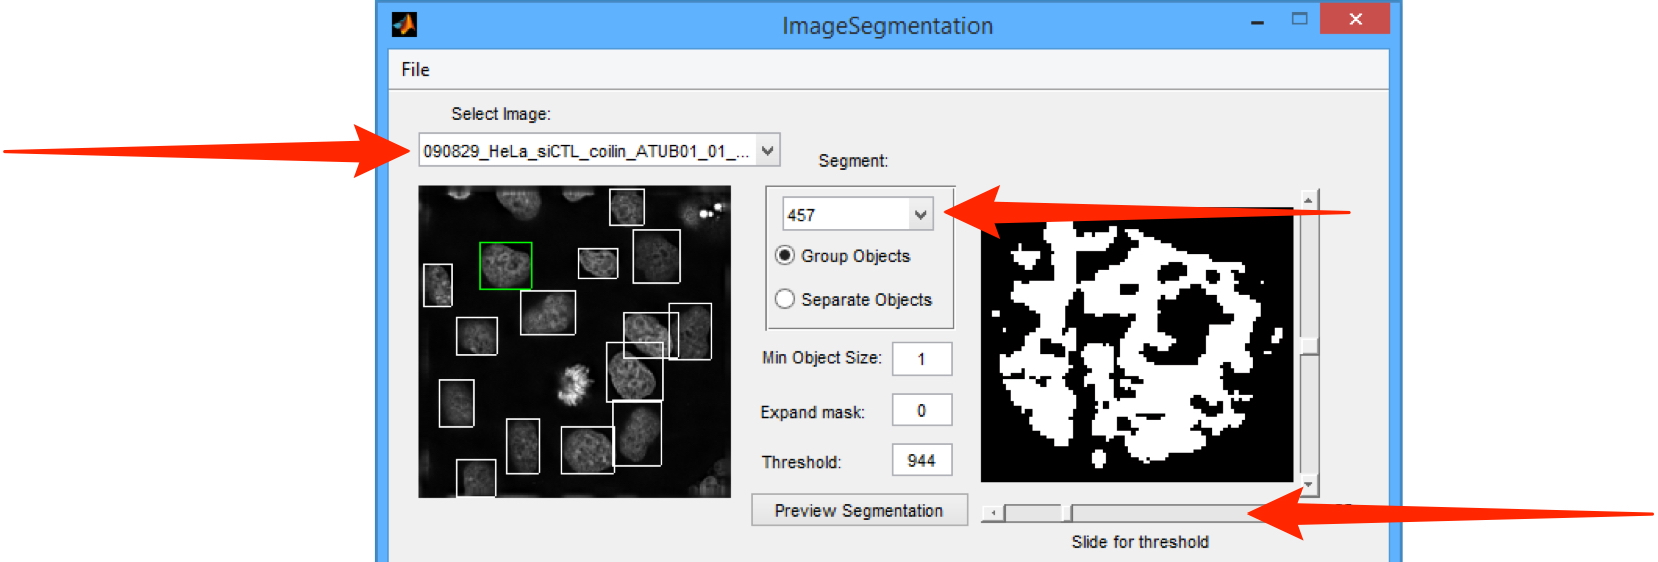 ImageSegmentation
File
Select Image:
090829_HeLa_siCTL_coilin_ATUB01_01_...
Segment:
457
Group Objects
Separate Objects
Min Object Size: 1
Expand mask: 0
Threshold: 944
Preview Segmentation
Slide for threshold